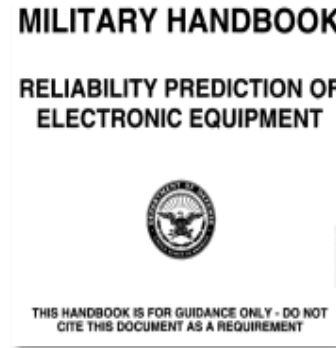 MILITARY HANDBOOK
RELIABILITY PREDICTION OF
ELECTRONIC EQUIPMENT
THIS HANDBOOK IS FOR GUIDANCE ONLY - DO NOT
CITE THIS DOCUMENT AS A REQUIREMENT